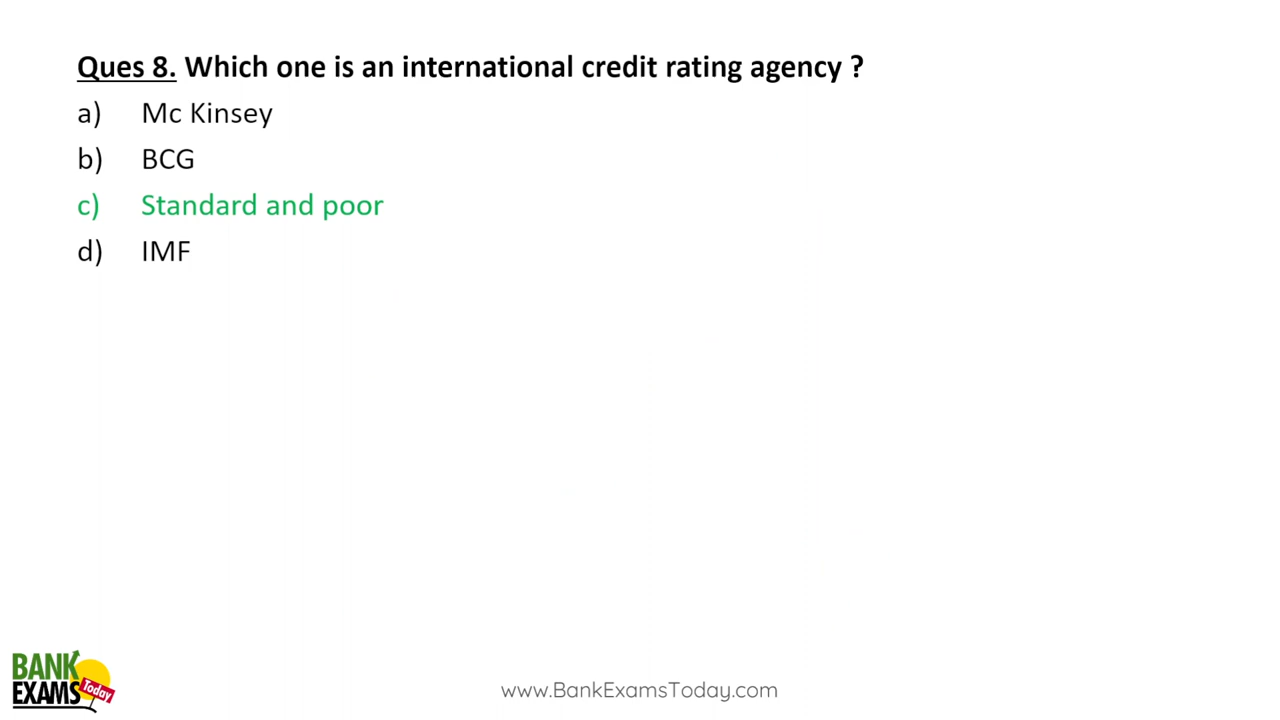 Ques 8. Which one is an international credit rating agency ?
a) Mc Kinsey
b) BCG
c) Standard and poor
d) IMF
BANK
EXAMS Today
www.BankExamsToday.com